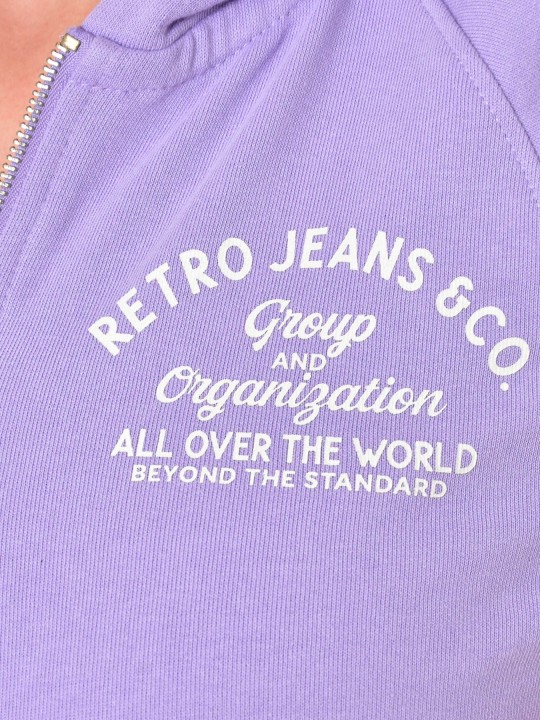 RETRO JEANS & CO.
Group
AND
Organization
ALL OVER THE WORLD
BEYOND THE STANDARD